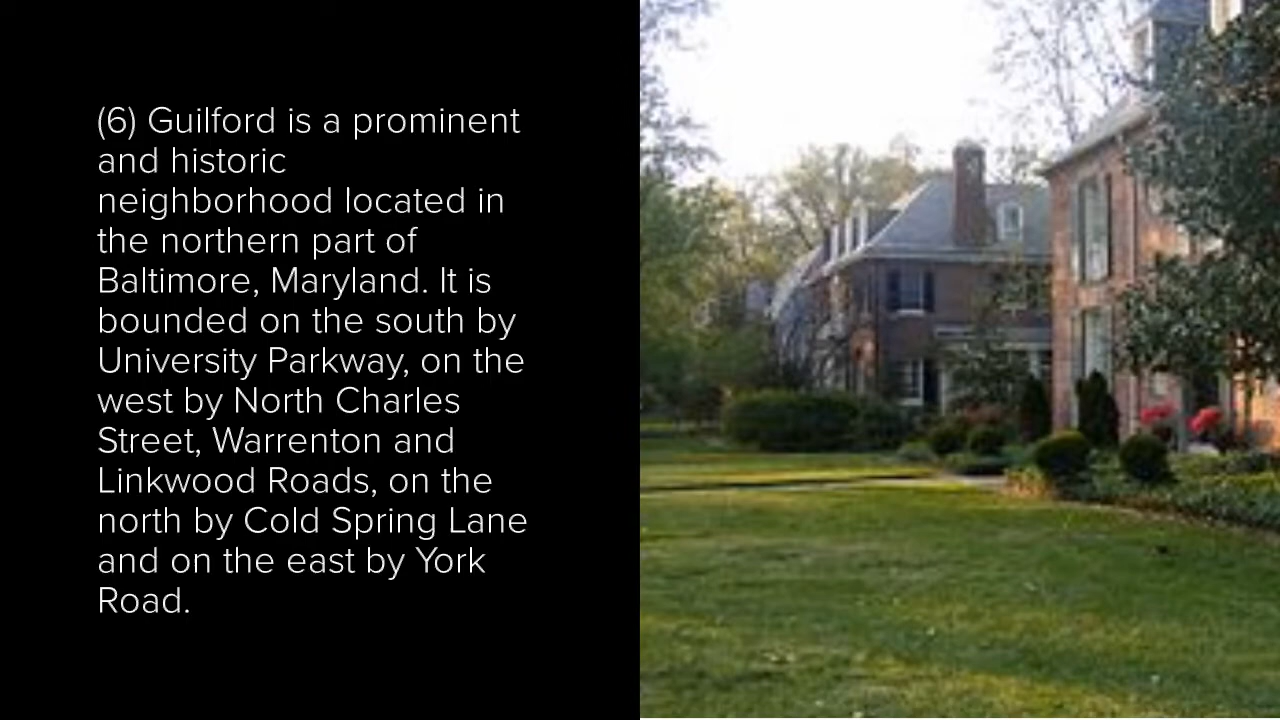 (6) Guilford is a prominent
and historic
neighborhood located in
the northern part of
Baltimore, Maryland. It is
bounded on the south by
University Parkway, on the
west by North Charles
Street, Warrenton and
Linkwood Roads, on the
north by Cold Spring Lane
and on the east by York
Road.